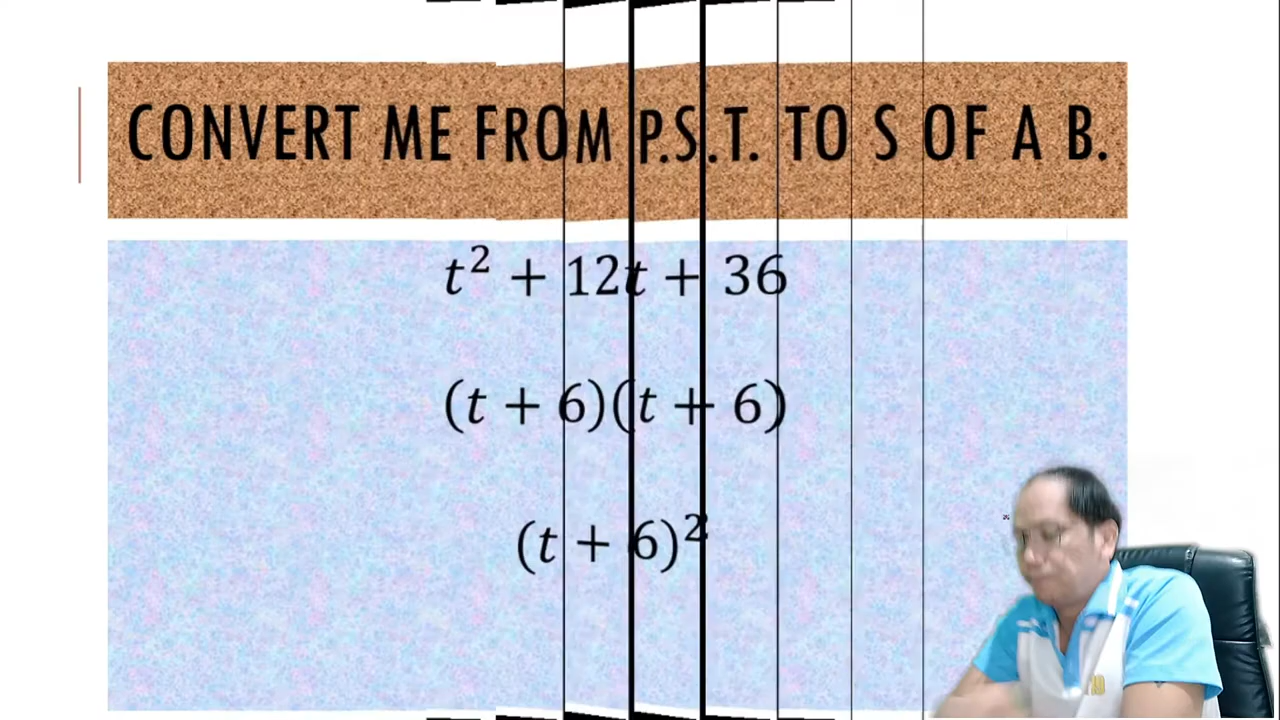 CONVERT ME FROM P.S.T. TO S OF A B.
t² + 12t + 36
(t + 6)(t + 6)
(t + 6)²